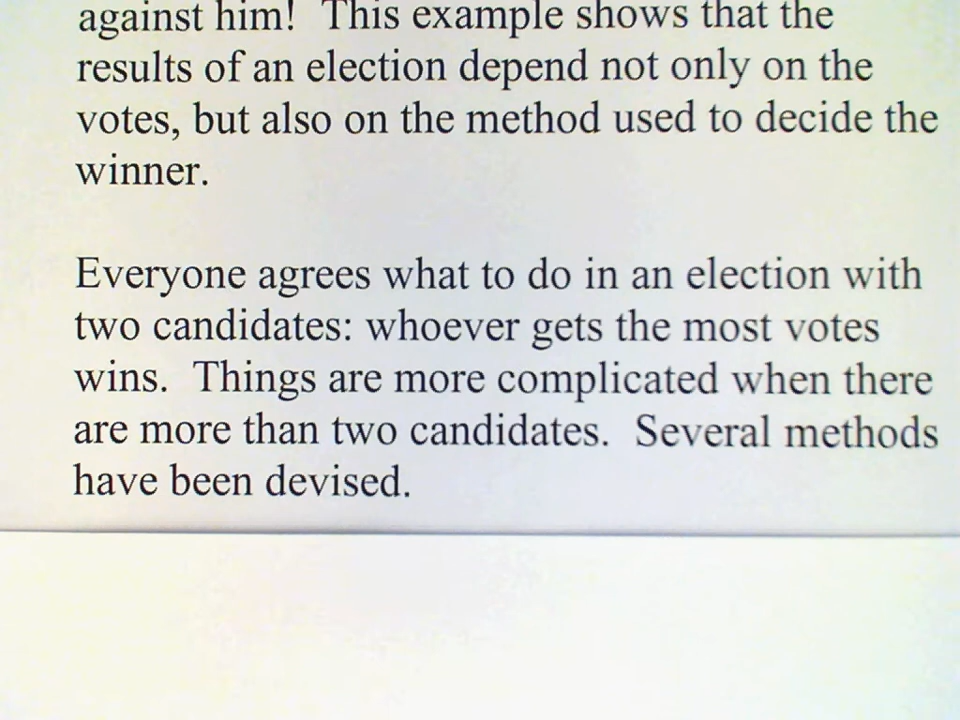 against him!  This example shows that the
results of an election depend not only on the
votes, but also on the method used to decide the
winner.
Everyone agrees what to do in an election with
two candidates: whoever gets the most votes
wins.  Things are more complicated when there
are more than two candidates.  Several methods
have been devised.